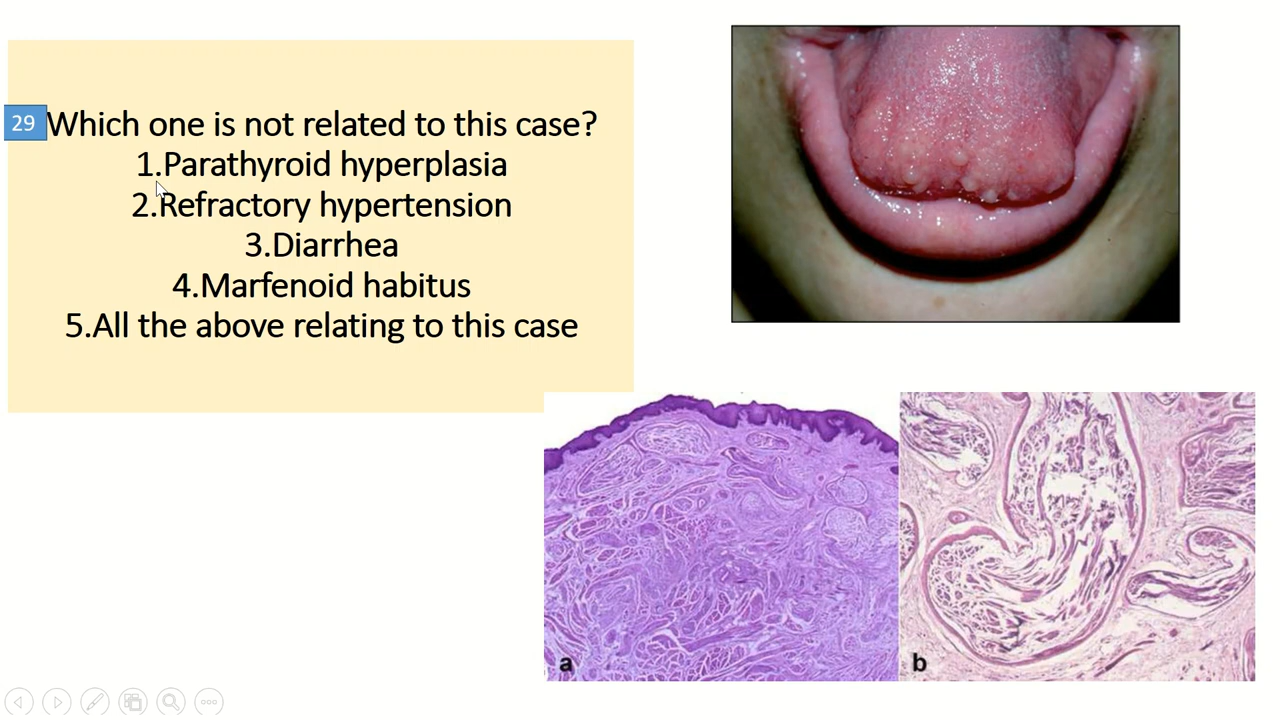 29
Which one is not related to this case?
1.Parathyroid hyperplasia
2.Refractory hypertension
3.Diarrhea
4.Marfenoid habitus
5.All the above relating to this case
a
b